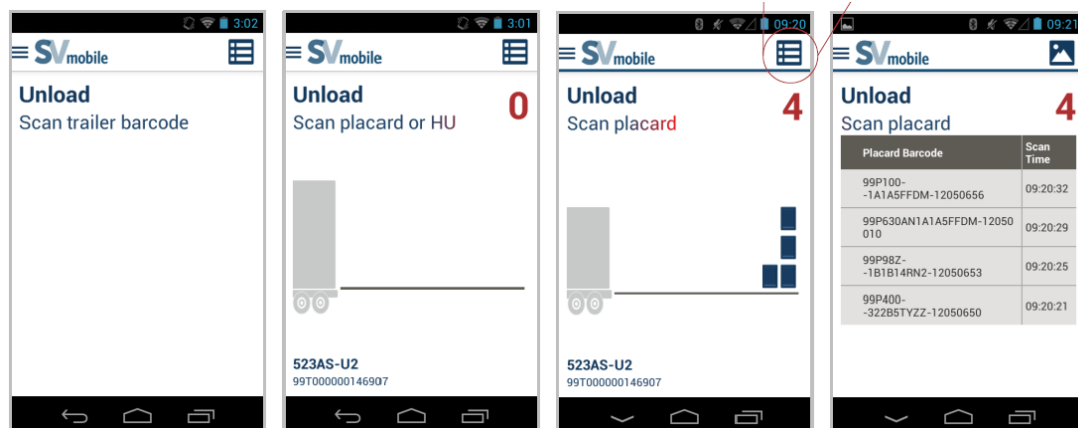 3:02
SVmobile
Unload
Scan trailer barcode
3:01
SVmobile
Unload
0
Scan placard or HU
523AS-U2
99T000000146907
09:20
SVmobile
Unload
4
Scan placard
523AS-U2
99T000000146907
09:21
SVmobile
Unload
4
Scan placard
Placard Barcode
Scan
Time
99P100-
-1A1A5FFDM-12050656
09:20:32
99P630AN1A1A5FFDM-12050
010
09:20:29
99P98Z-
-1B1B14RN2-12050653
09:20:25
99P400-
-322B5TYZZ-12050650
09:20:21